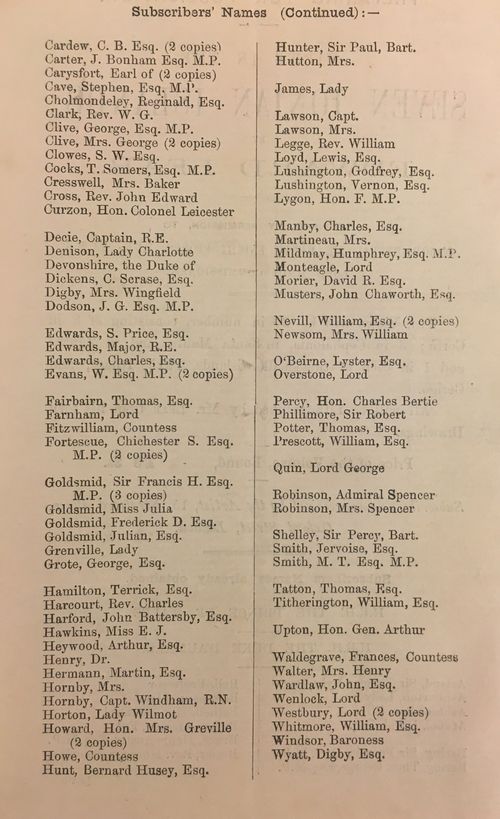 Subscribers' Names (Continued):—
Cardew, C. B. Esq. (2 copies)
Carter, J. Bonham Esq. M.P.
Carysfort, Earl of (2 copies)
Cave, Stephen, Esq. M.P.
Cholmondeley, Reginald, Esq.
Clark, Rev. W. G.
Clive, George, Esq. M.P.
Clive, Mrs. George (2 copies)
Clowes, S. W. Esq.
Cocks, T. Somers, Esq. M.P.
Cresswell, Mrs. Baker
Cross, Rev. John Edward
Curzon, Hon. Colonel Leicester
Decie, Captain, R.E.
Denison, Lady Charlotte
Devonshire, the Duke of
Dickens, C. Scrase, Esq.
Digby, Mrs. Wingfield
Dodson, J. G. Esq. M.P.
Edwards, S. Price, Esq.
Edwards, Major, R.E.
Edwards, Charles, Esq.
Evans, W. Esq. M.P. (2 copies)
Fairbairn, Thomas, Esq.
Farnham, Lord
Fitzwilliam, Countess
Fortescue, Chichester S. Esq.
M.P. (2 copies)
Goldsmid, Sir Francis H. Esq.
M.P. (3 copies)
Goldsmid, Miss Julia
Goldsmid, Frederick D. Esq.
Goldsmid, Julian, Esq.
Grenville, Lady
Grote, George, Esq.
Hamilton, Terrick, Esq.
Harcourt, Rev. Charles
Harford, John Battersby, Esq.
Hawkins, Miss E. J.
Heywood, Arthur, Esq.
Henry, Dr.
Hermann, Martin, Esq.
Hornby, Mrs.
Hornby, Capt. Windham, R.N.
Horton, Lady Wilmot
Howard, Hon. Mrs. Greville
(2 copies)
Howe, Countess
Hunt, Bernard Husey, Esq.
Hunter, Sir Paul, Bart.
Hutton, Mrs.
James, Lady
Lawson, Capt.
Lawson, Mrs.
Legge, Rev. William
Loyd, Lewis, Esq.
Lushington, Godfrey, Esq.
Lushington, Vernon, Esq.
Lygon, Hon. F. M.P.
Manby, Charles, Esq.
Martineau, Mrs.
Mildmay, Humphrey, Esq. M.P.
Monteagle, Lord
Morier, David R. Esq.
Musters, John Chaworth, Esq.
Nevill, William, Esq. (2 copies)
Newsom, Mrs. William
O'Beirne, Lyster, Esq.
Overstone, Lord
Percy, Hon. Charles Bertie
Phillimore, Sir Robert
Potter, Thomas, Esq.
Prescott, William, Esq.
Quin, Lord George
Robinson, Admiral Spencer
Robinson, Mrs. Spencer
Shelley, Sir Percy, Bart.
Smith, Jervoise, Esq.
Smith, M. T. Esq. M.P.
Tatton, Thomas, Esq.
Titherington, William, Esq.
Upton, Hon. Gen. Arthur
Waldegrave, Frances, Countess
Walter, Mrs. Henry
Wardlaw, John, Esq.
Wenlock, Lord
Westbury, Lord (2 copies)
Whitmore, William, Esq.
Windsor, Baroness
Wyatt, Digby, Esq.